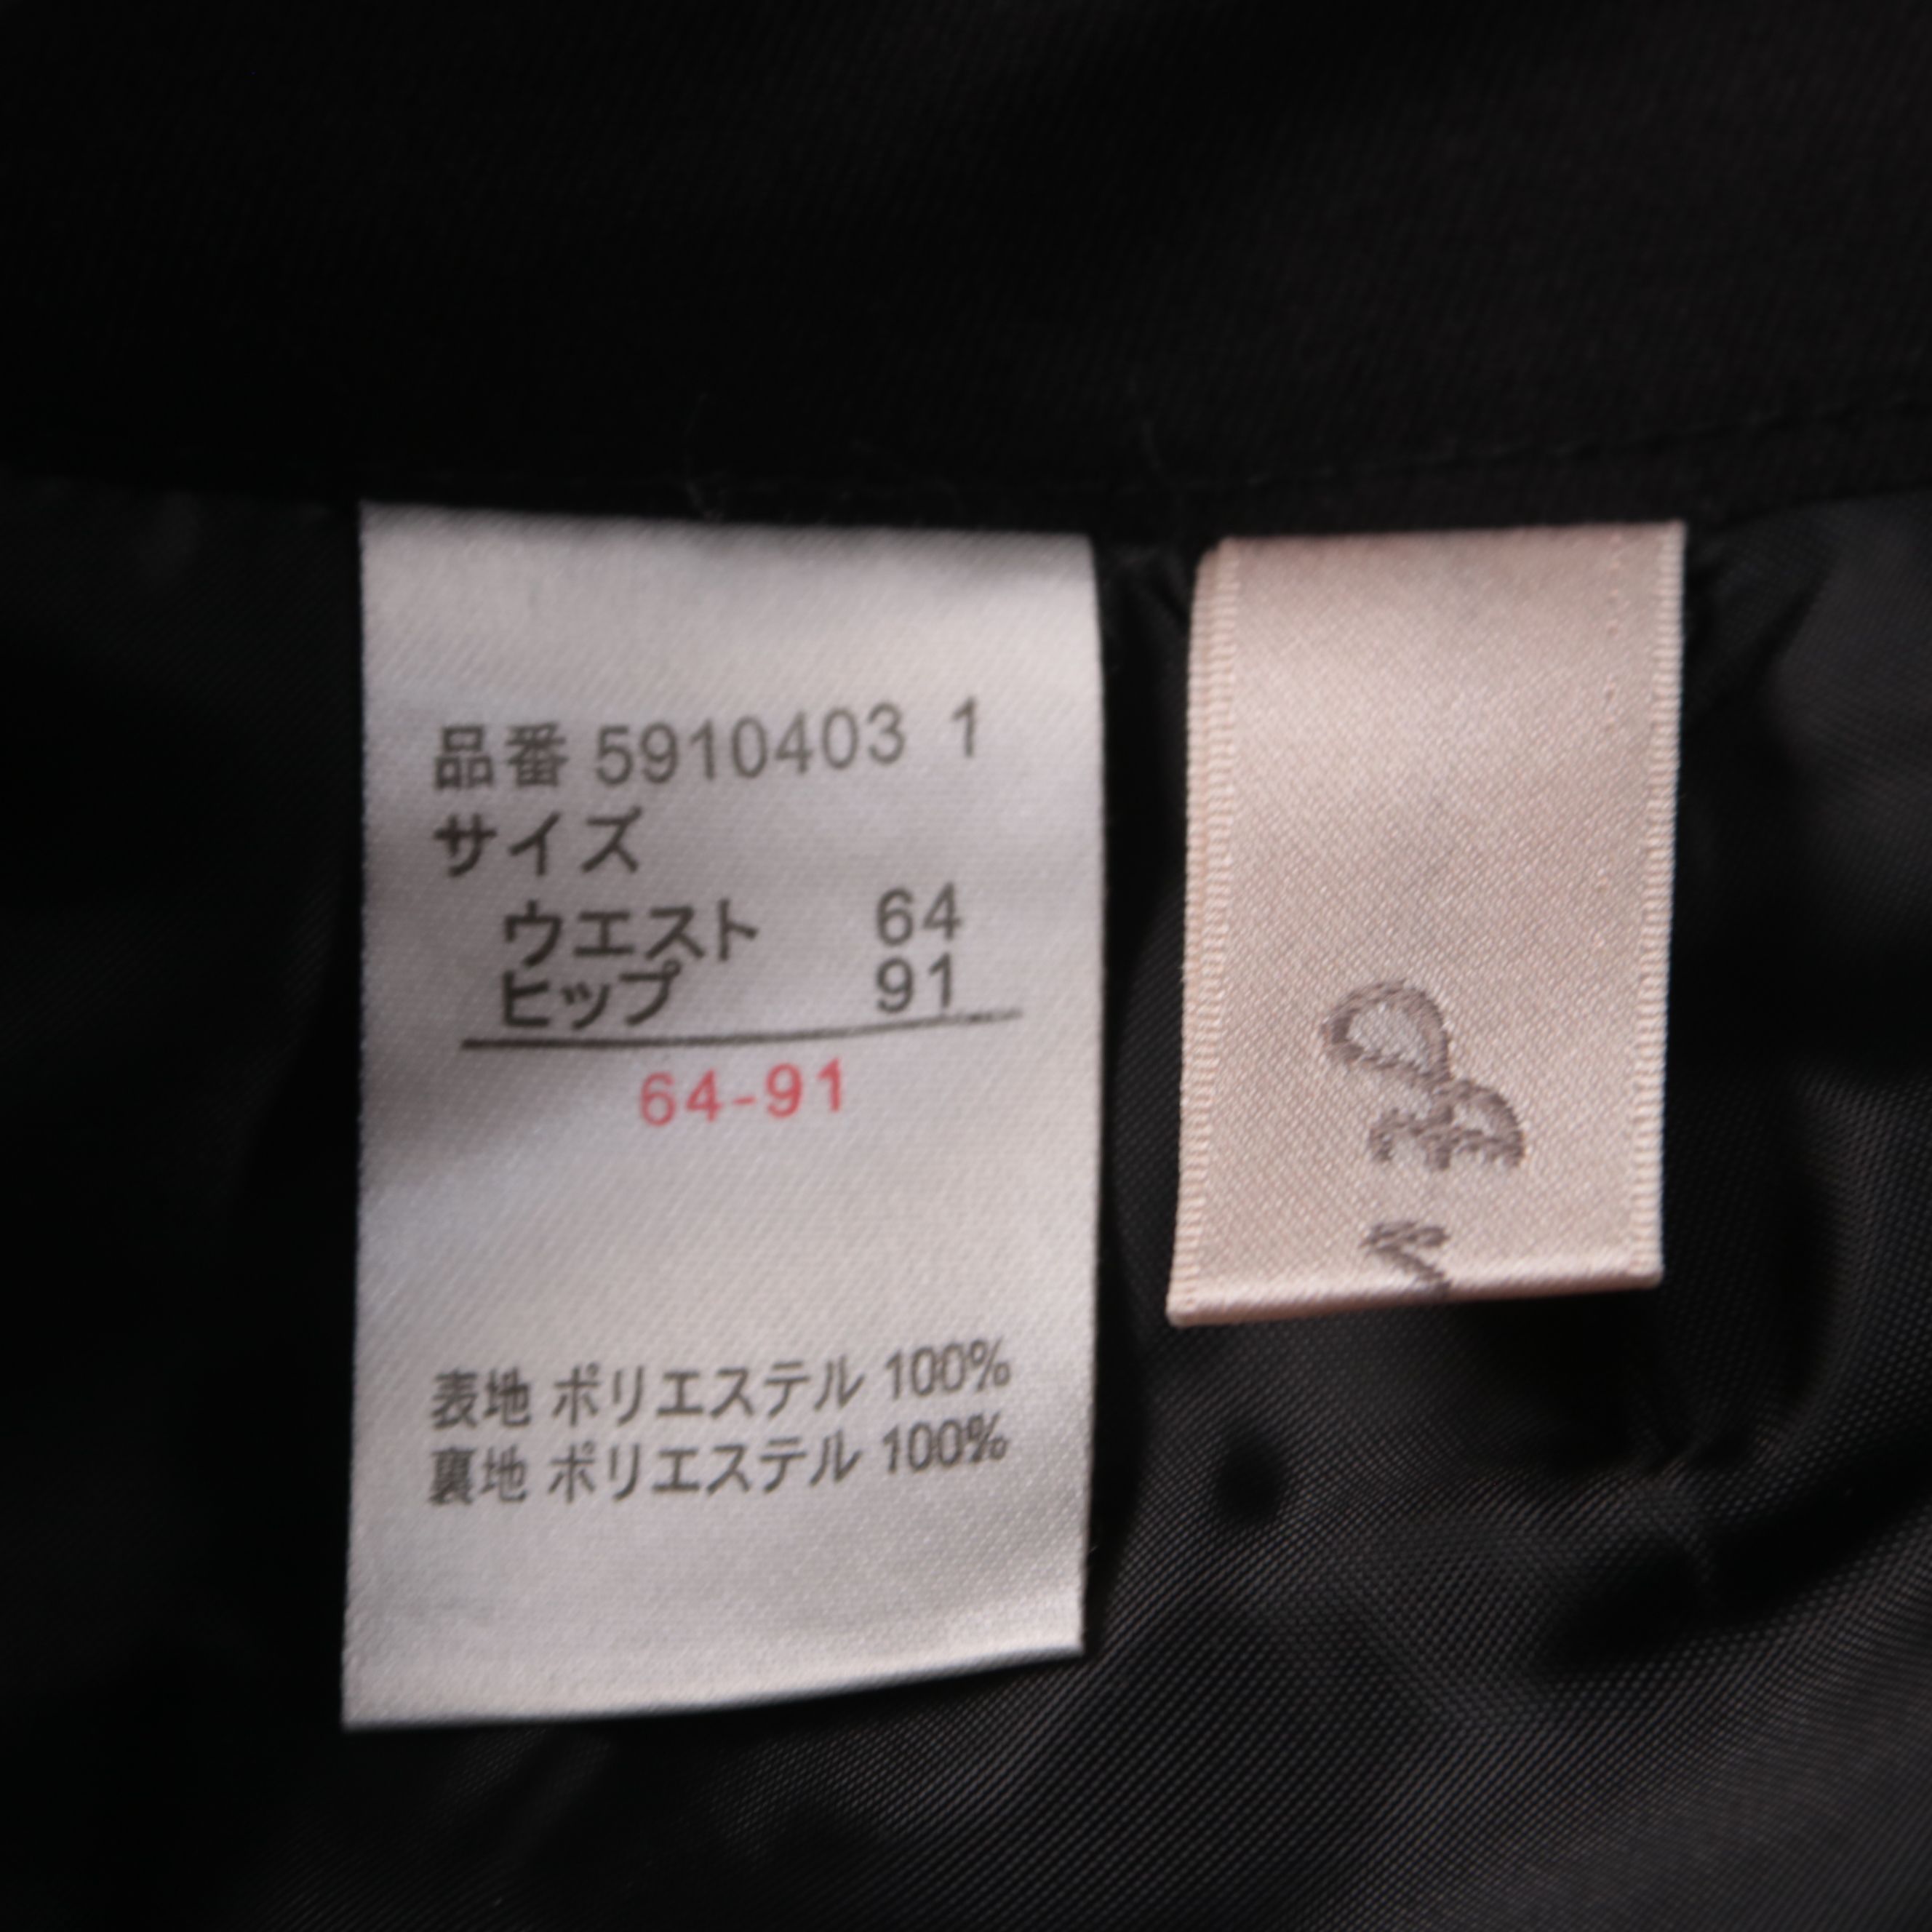 品番 5910403 1
サイズ
ウエスト 64
ヒップ 91
64-91
表地 ポリエステル 100%
裏地 ポリエステル 100%